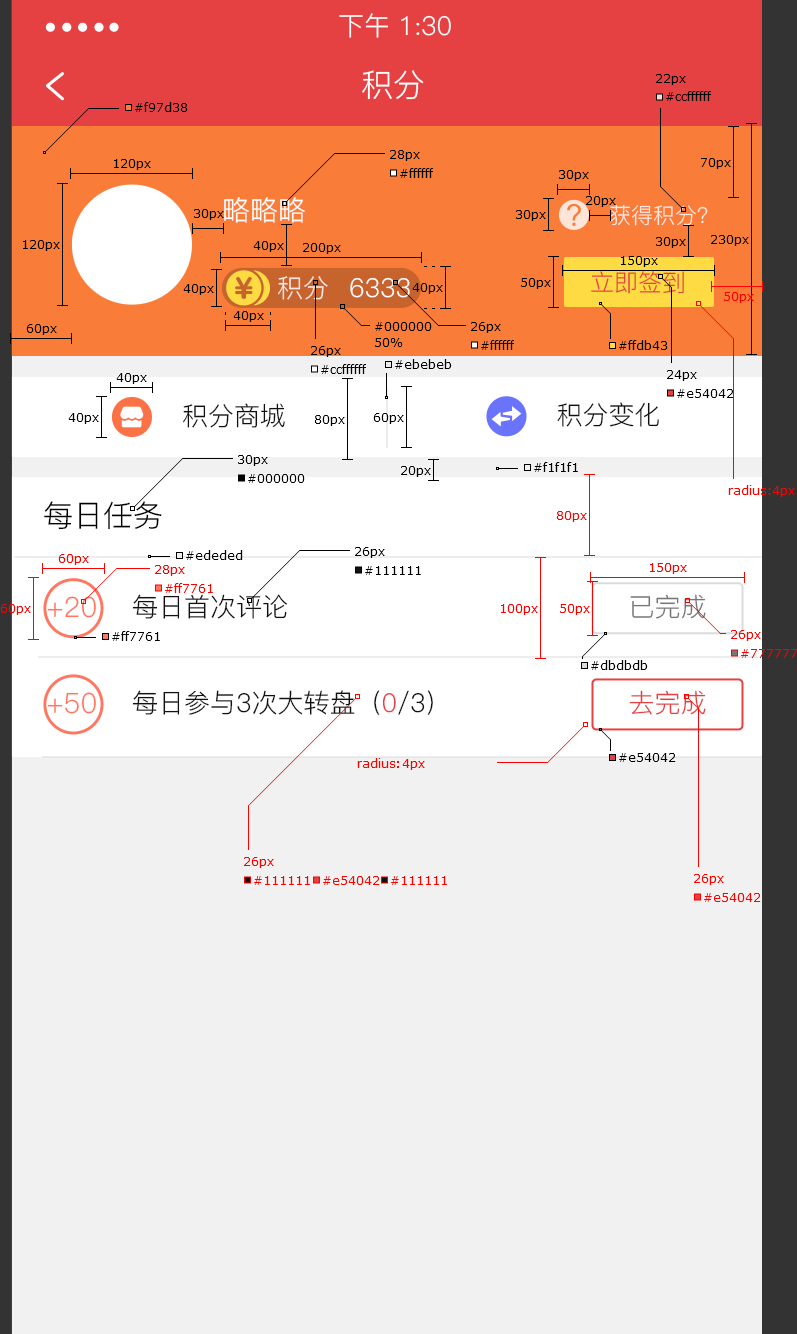 下午 1:30
积分
22px
#ccffffff
#f97d38
28px
#ffffff
120px
70px
30px
20px
30px
略略略
30px
获得积分?
120px
40px
200px
30px
230px
150px
40px
积分
6333
40px
50px
立即签到
50px
40px
60px
#000000
50%
26px
#ffffff
#ffdb43
26px
#ccffffff
#ebebeb
24px
#e54042
40px
40px
积分商城
80px
60px
积分变化
30px
#000000
20px
#f1f1f1
radius:4px
每日任务
80px
60px
#ededed
26px
#111111
28px
#ff7761
150px
60px
+20
每日首次评论
100px
50px
已完成
#ff7761
26px
#777777
#dbdbdb
+50
每日参与3次大转盘（0/3）
去完成
radius:4px
#e54042
26px
#111111 #e54042 #111111
26px
#e54042